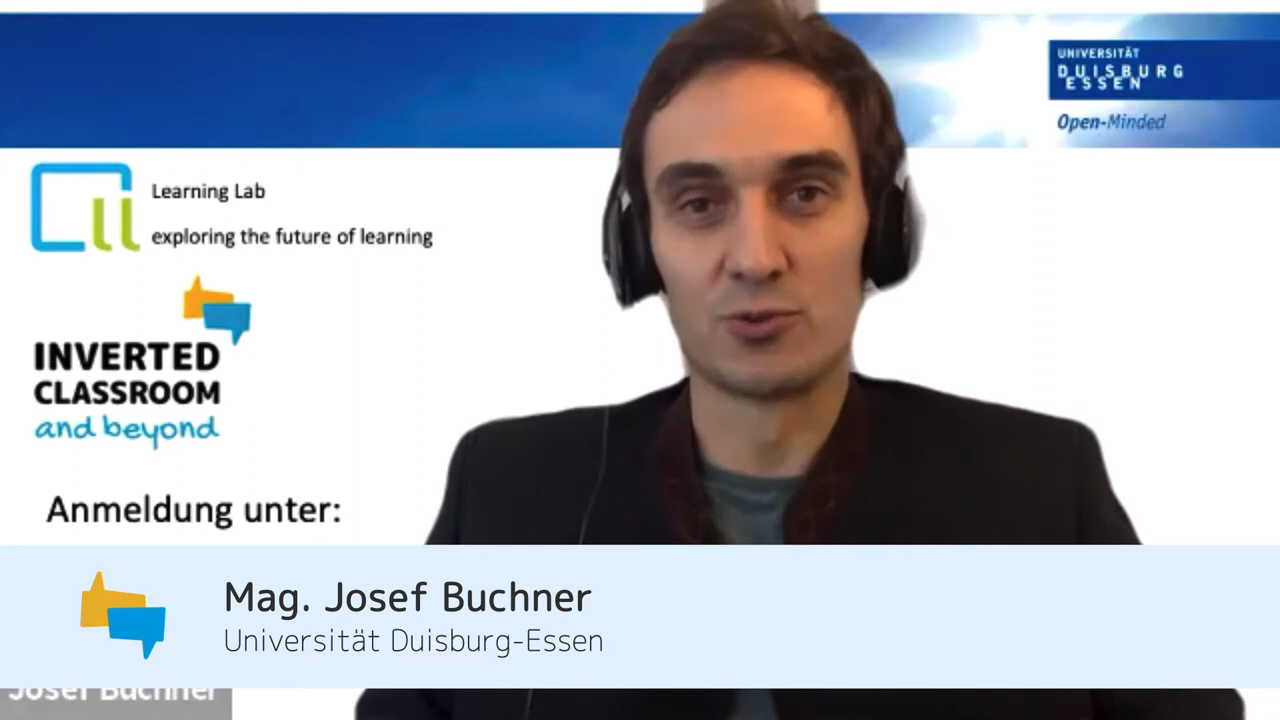 UNIVERSITÄT
DUISBURG
ESSEN
Open-Minded
Learning Lab
exploring the future of learning
INVERTED
CLASSROOM
and beyond
Anmeldung unter:
Mag. Josef Buchner
Universität Duisburg-Essen
Josef Buchner